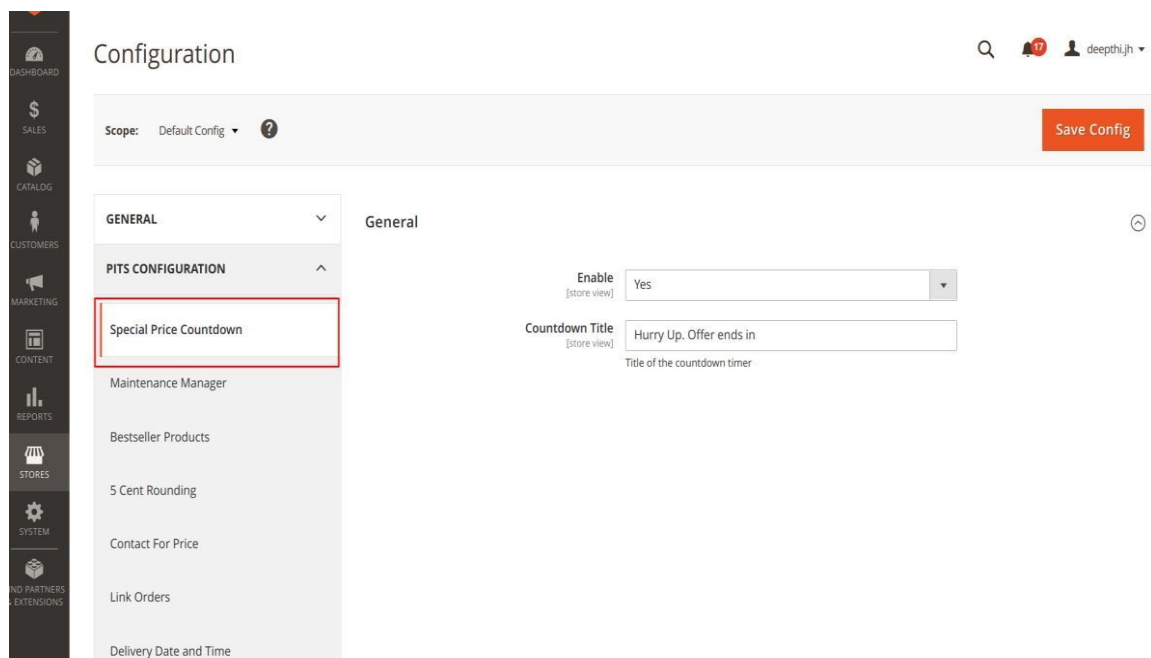 Configuration
17
deepthi.jh
DASHBOARD
$
SALES
CATALOG
CUSTOMERS
MARKETING
CONTENT
REPORTS
STORES
SYSTEM
ND PARTNERS
& EXTENSIONS
Scope: Default Config ?
Save Config
GENERAL
PITS CONFIGURATION
Special Price Countdown
Maintenance Manager
Bestseller Products
5 Cent Rounding
Contact For Price
Link Orders
Delivery Date and Time
General
Enable
[store view]
Yes
Countdown Title
[store view]
Hurry Up. Offer ends in
Title of the countdown timer